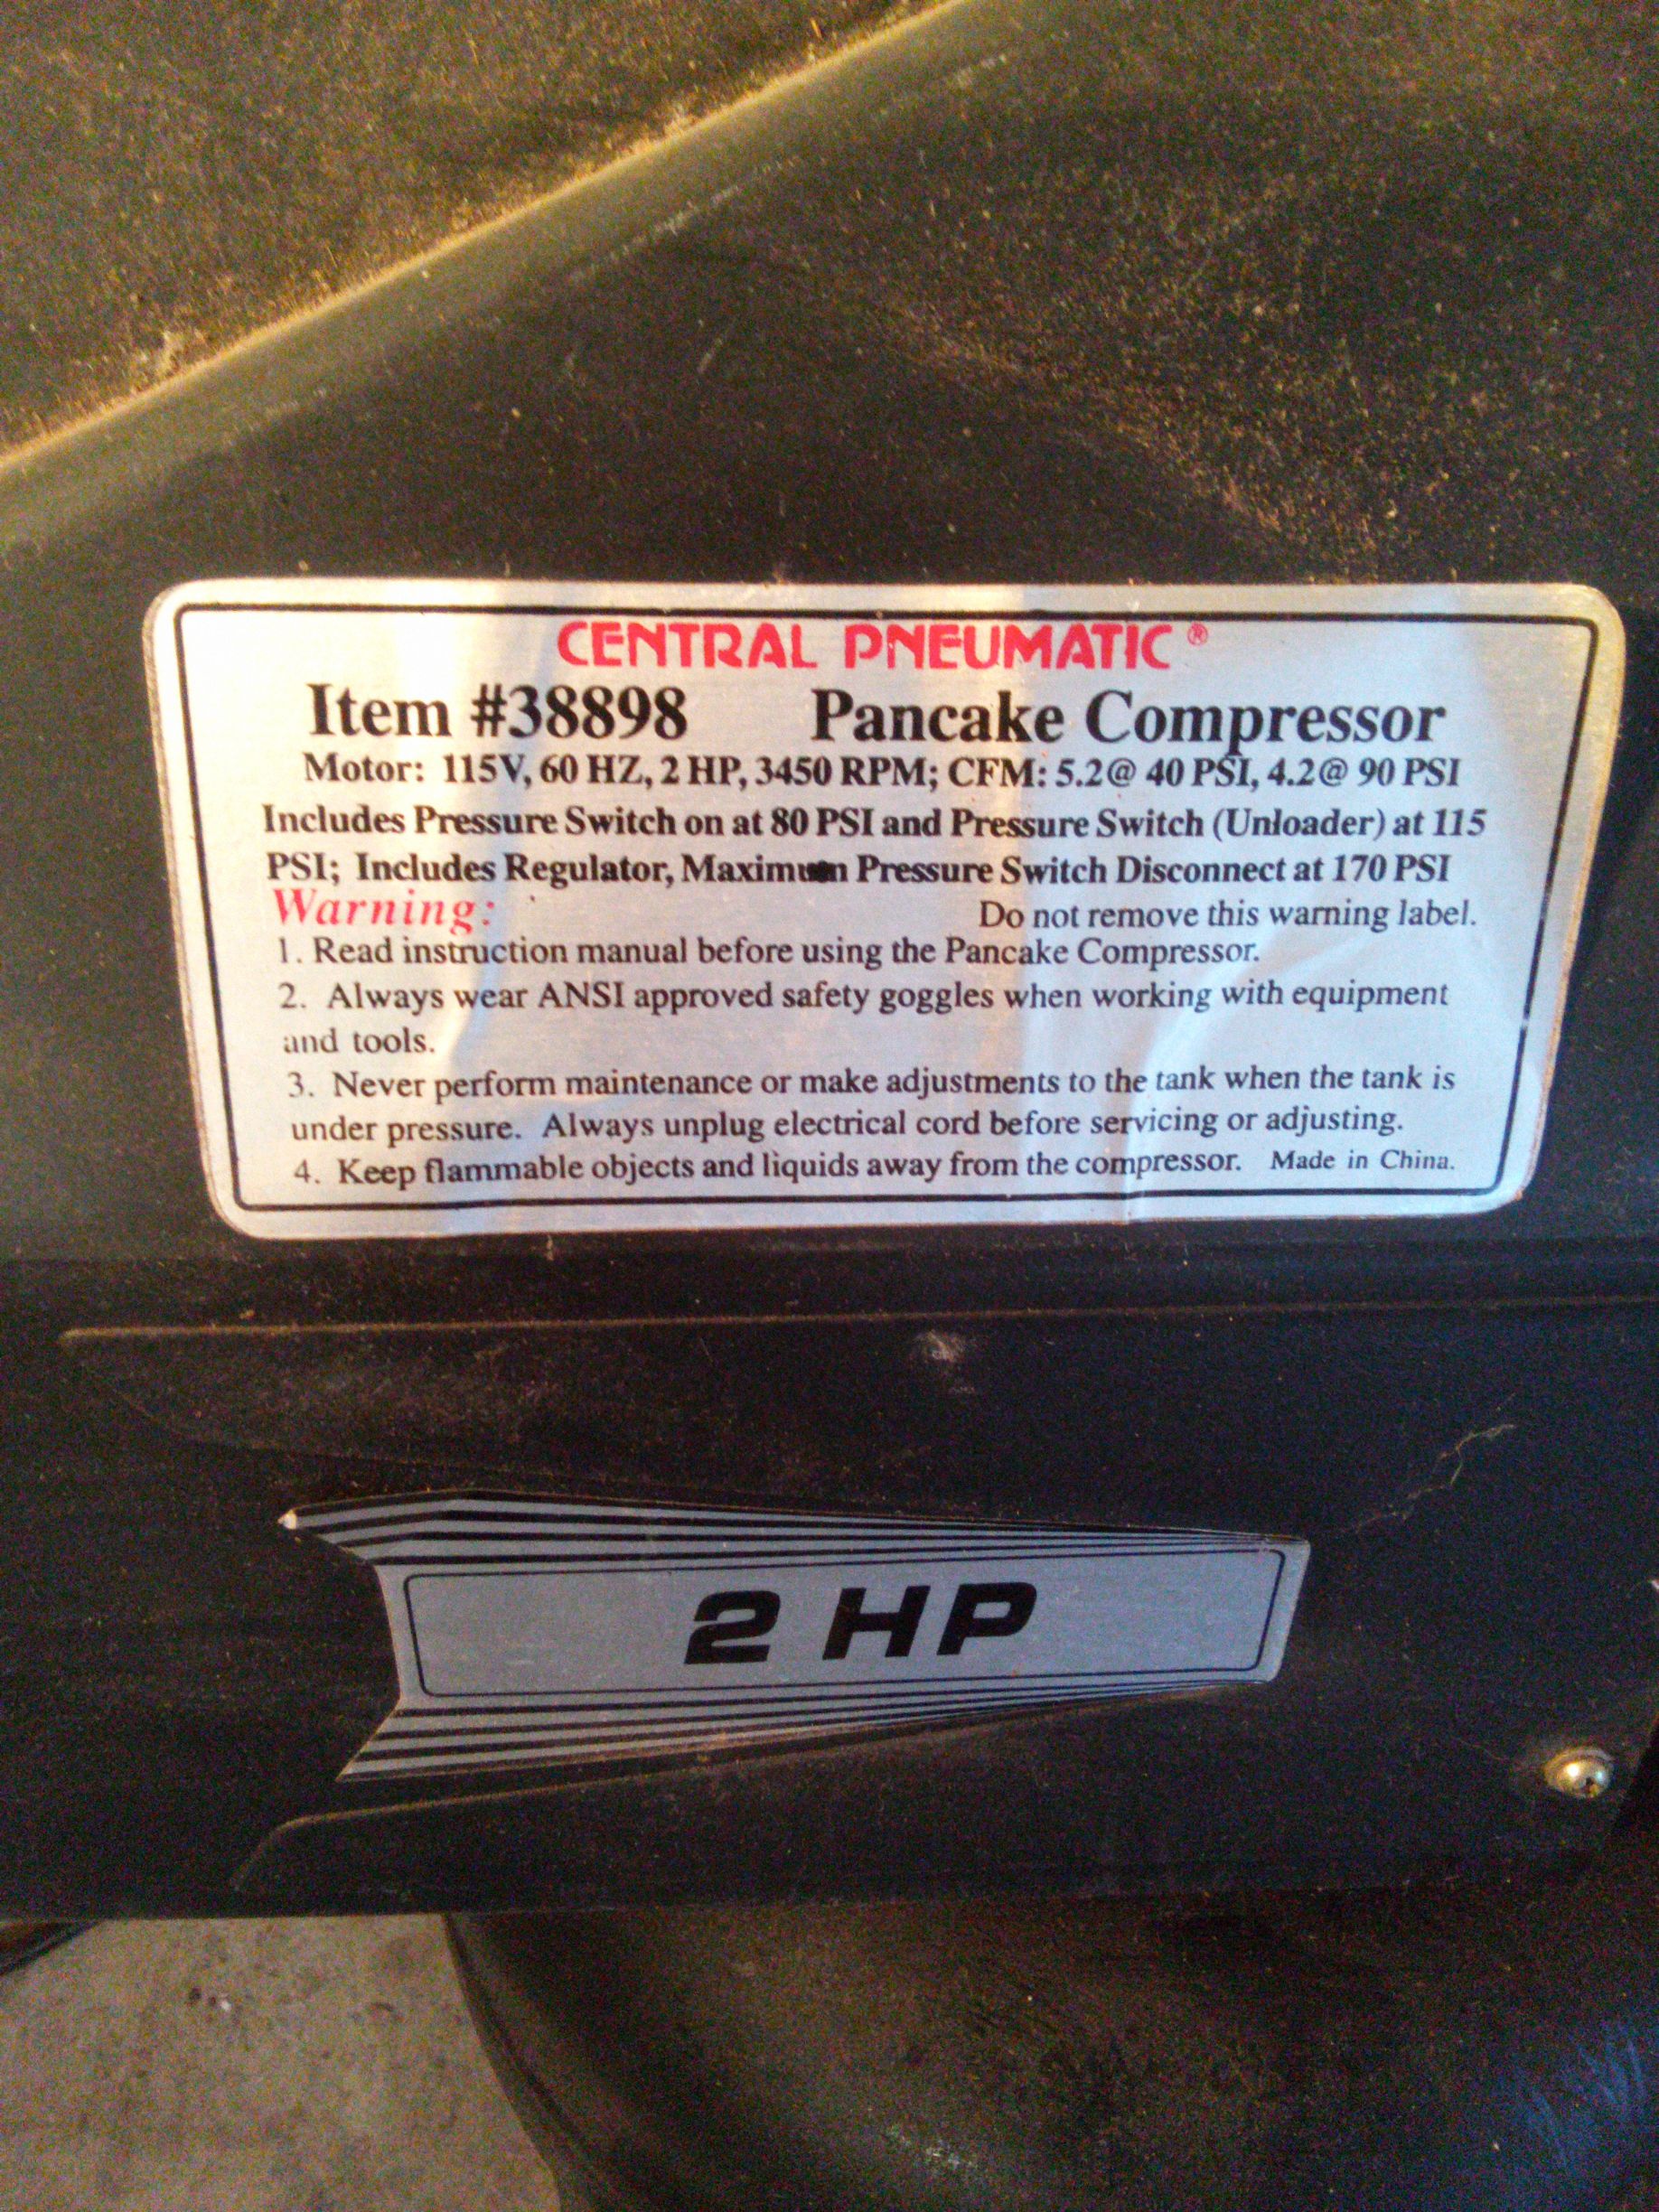 CENTRAL PNEUMATIC ®
Item #38898 Pancake Compressor
Motor: 115V, 60 HZ, 2 HP, 3450 RPM; CFM: 5.2@ 40 PSI, 4.2@ 90 PSI
Includes Pressure Switch on at 80 PSI and Pressure Switch (Unloader) at 115
PSI; Includes Regulator, Maximum Pressure Switch Disconnect at 170 PSI
Warning: Do not remove this warning label.
1. Read instruction manual before using the Pancake Compressor.
2. Always wear ANSI approved safety goggles when working with equipment
and tools.
3. Never perform maintenance or make adjustments to the tank when the tank is
under pressure. Always unplug electrical cord before servicing or adjusting.
4. Keep flammable objects and liquids away from the compressor. Made in China.
2 HP